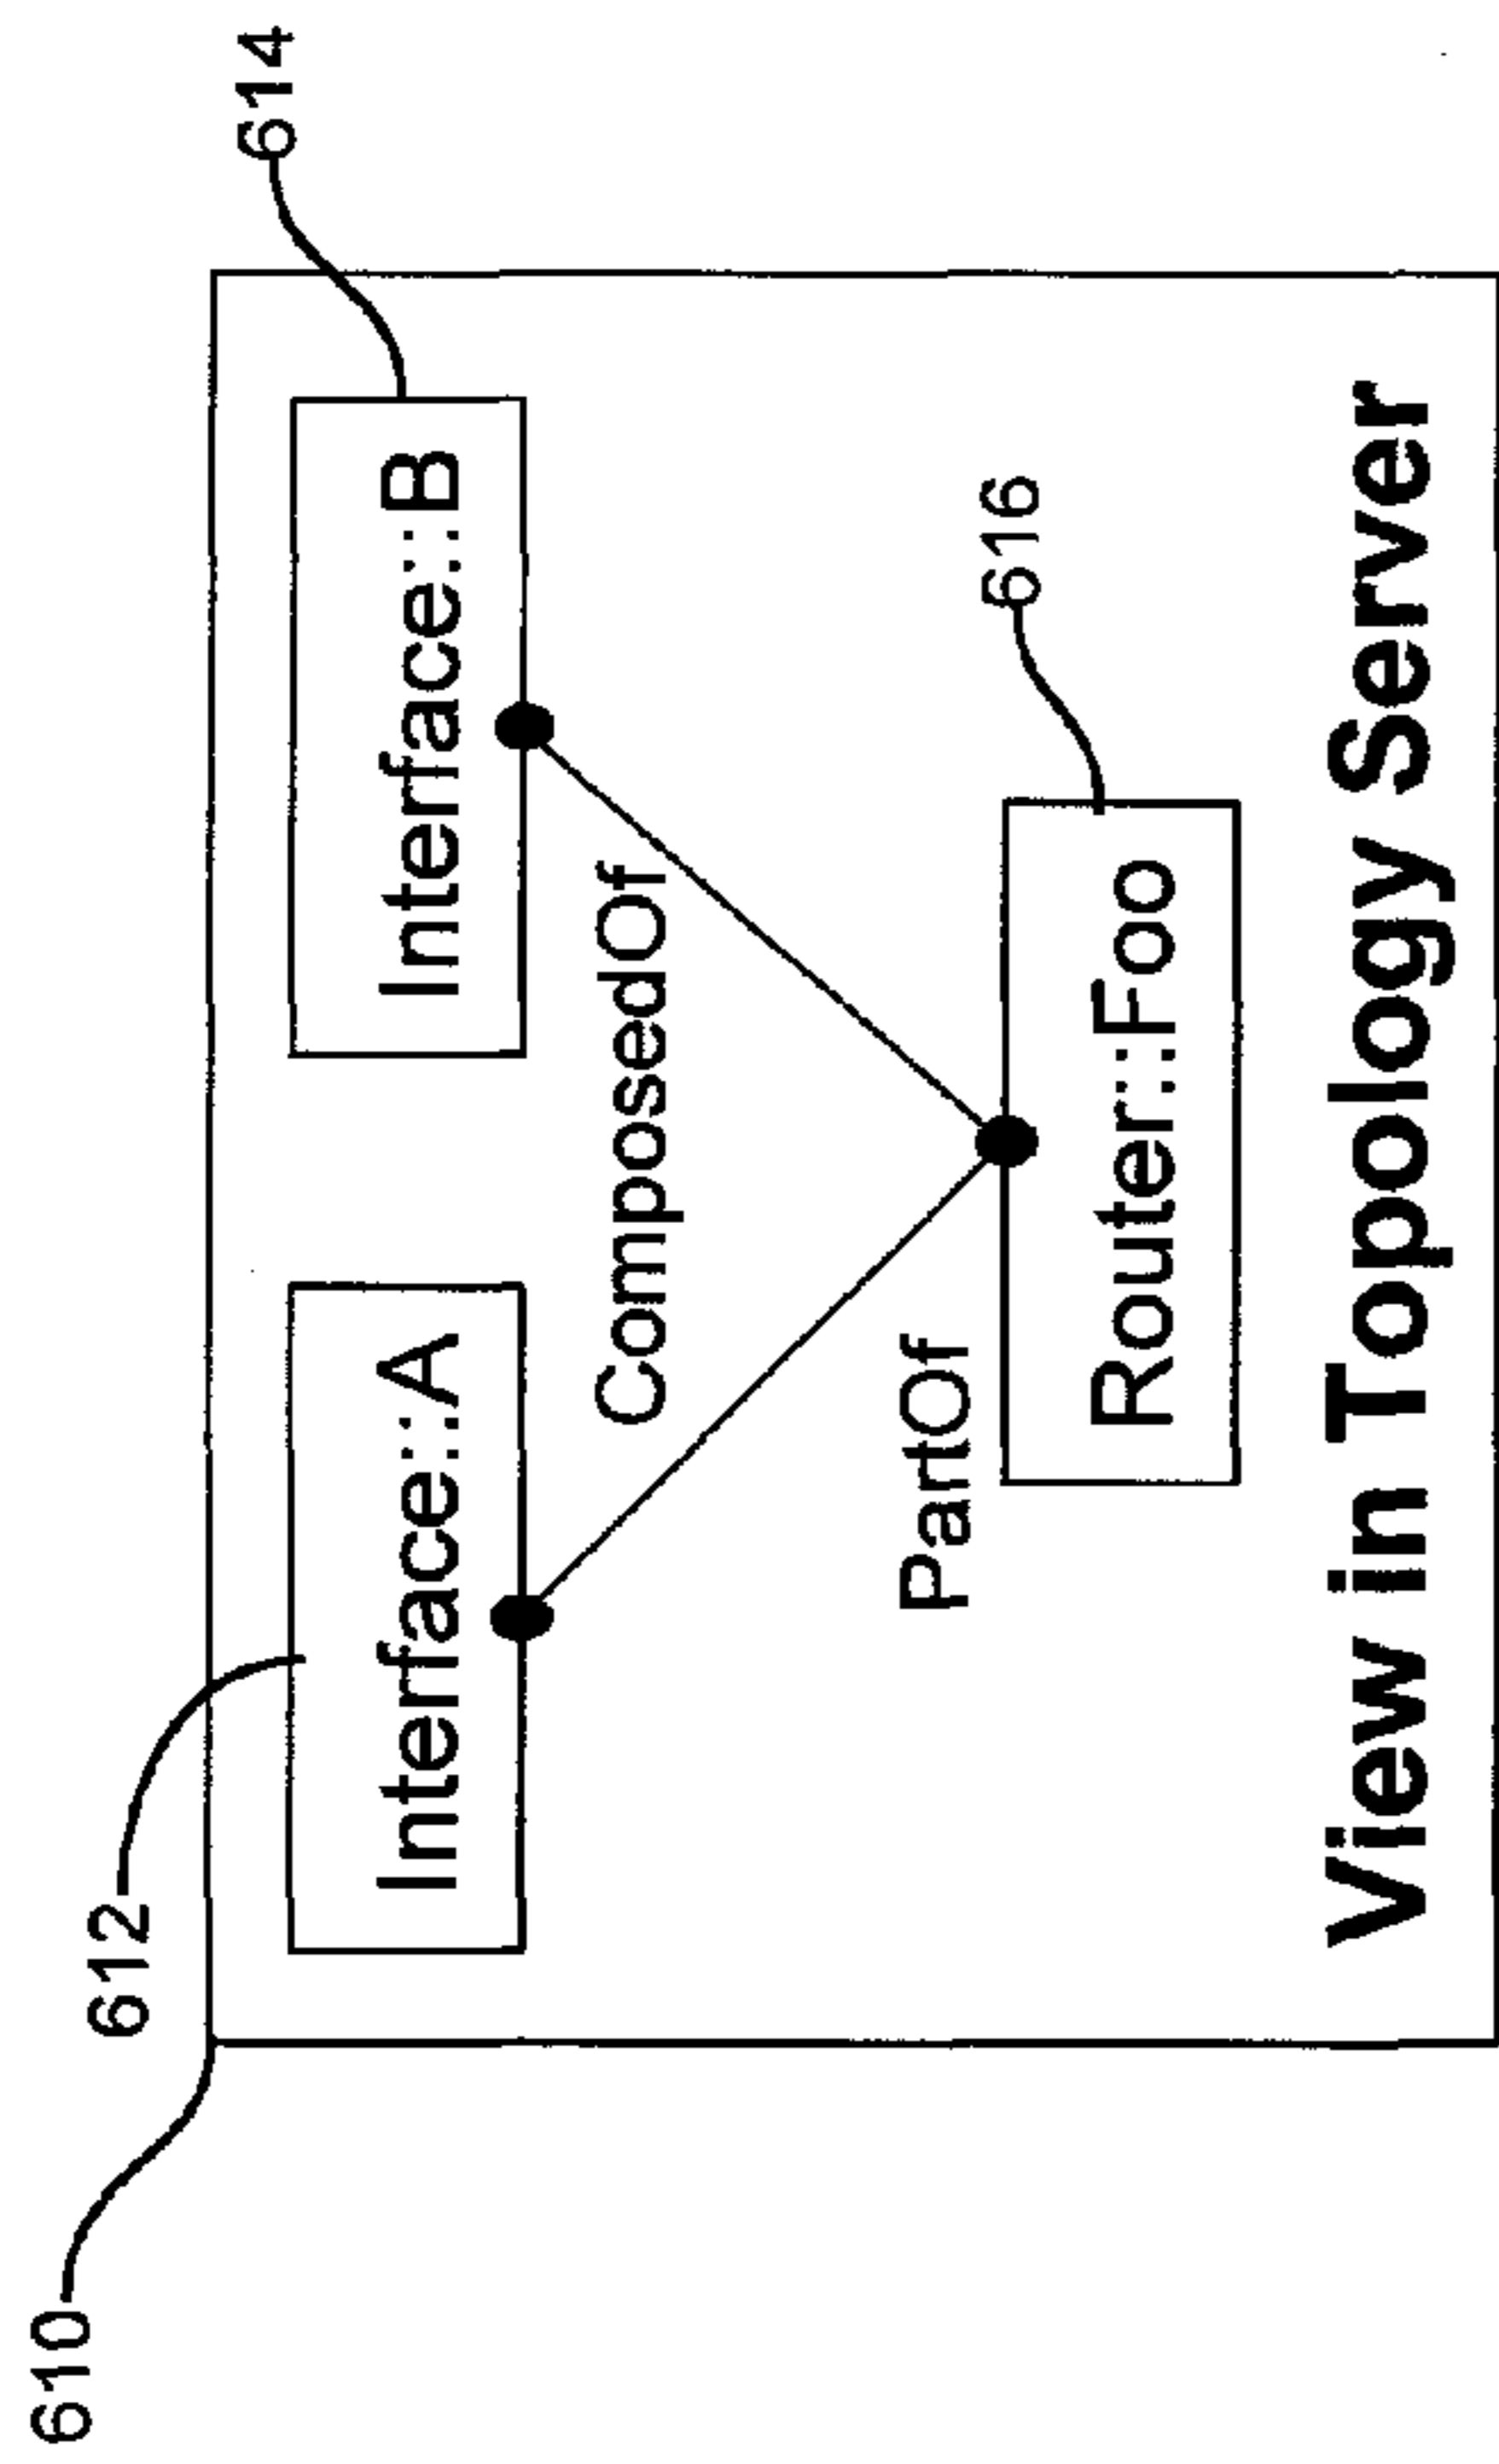 610
612
614
Interface::A
Interface::B
ComposedOf
616
PartOf
Router::Foo
View in Topology Server